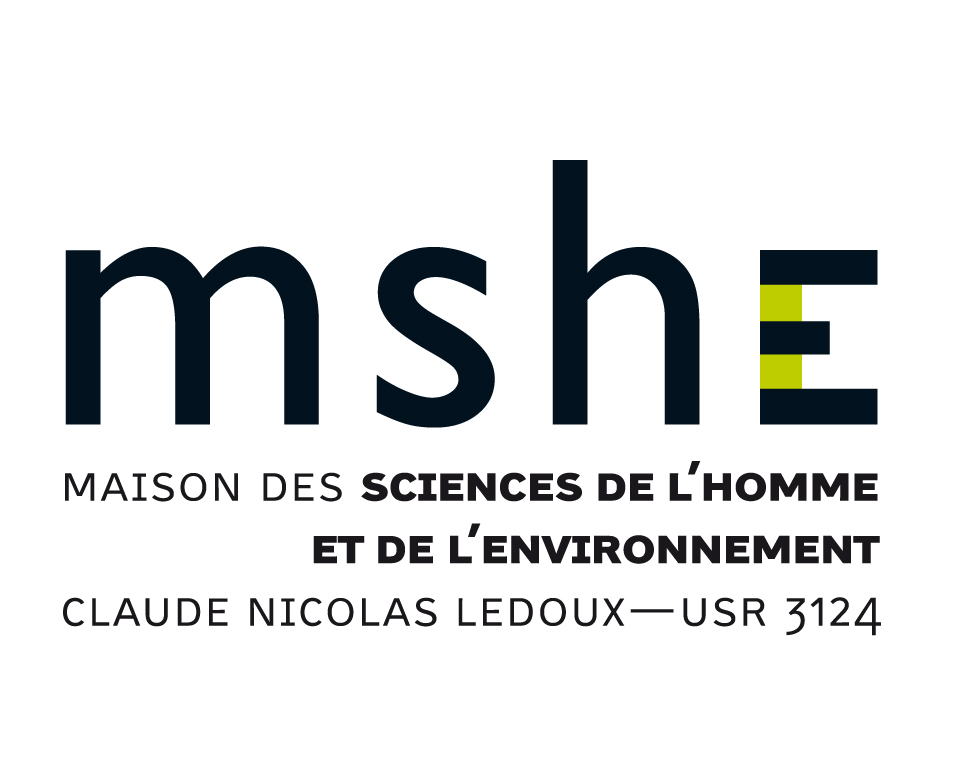 mshE
MAISON DES SCIENCES DE L'HOMME
ET DE L'ENVIRONNEMENT
CLAUDE NICOLAS LEDOUX—USR 3124